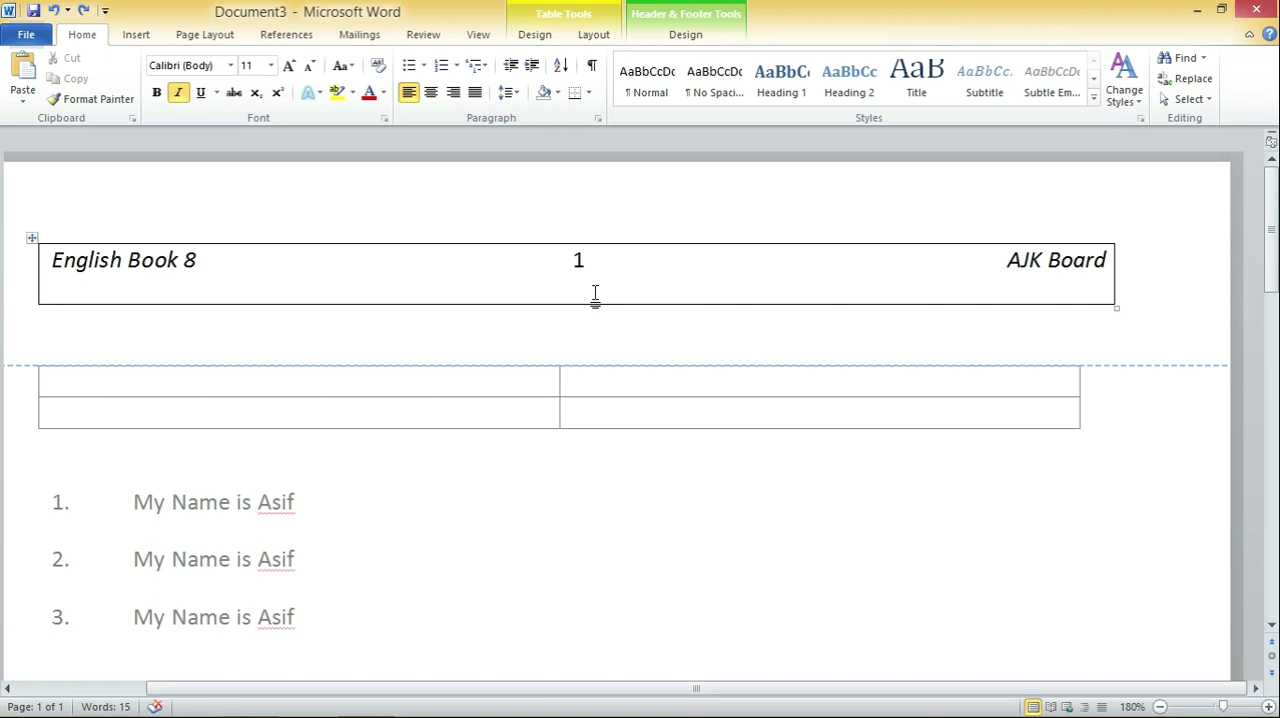 Document3 - Microsoft Word
Table Tools
Header & Footer Tools
File
Home
Insert
Page Layout
References
Mailings
Review
View
Design
Layout
Design
Paste
Cut
Copy
Format Painter
Clipboard
Calibri (Body)
11
Font
Paragraph
AaBbCcDc
¶ Normal
AaBbCcDc
¶ No Spaci...
AaBbC
Heading 1
AaBbCc
Heading 2
AaB
Title
AaBbCc.
Subtitle
AaBbCcDc
Subtle Em...
Change
Styles
Styles
Find
Replace
Select
Editing
English Book 8 1 AJK Board
1. My Name is Asif
2. My Name is Asif
3. My Name is Asif
Page: 1 of 1
Words: 15
180%